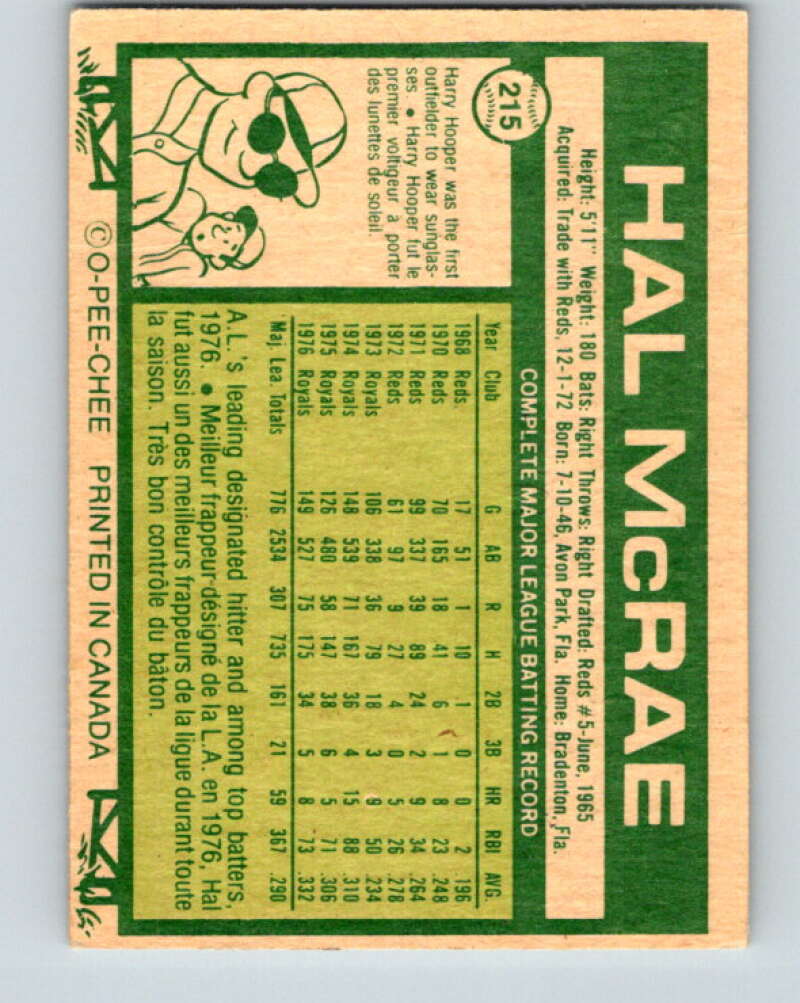 HAL McRAE
Height: 5'11" Weight: 180 Bats: Right Throws: Right Drafted: Reds #5-June, 1965
Acquired: Trade with Reds, 12-1-72 Born: 7-10-46, Avon Park, Fla. Home: Bradenton, Fla.
215
Harry Hooper was the first
outfielder to wear sunglas-
ses. ● Harry Hooper fut le
premier voltigeur à porter
des lunettes de soleil.
COMPLETE MAJOR LEAGUE BATTING RECORD
Year Club G AB R H 2B 3B HR RBI AVG.
1968 Reds. 17 51 1 10 1 0 0 2 .196
1970 Reds 70 165 18 41 6 1 8 23 .248
1971 Reds 99 337 39 89 24 2 9 34 .264
1972 Reds 61 97 9 27 4 0 5 26 .278
1973 Royals 106 338 36 79 18 3 9 50 .234
1974 Royals 148 539 71 167 36 4 15 88 .310
1975 Royals 126 480 58 147 38 6 5 71 .306
1976 Royals 149 527 75 175 34 5 8 73 .332
Maj. Lea. Totals 776 2534 307 735 161 21 59 367 .290
A.L.'s leading designated hitter and among top batters,
1976. ● Meilleur frappeur désigné de la L.A. en 1976, Hal
fut aussi un des meilleurs frappeurs de la ligue durant toute
la saison. Très bon contrôle du bâton.
© O-PEE-CHEE PRINTED IN CANADA